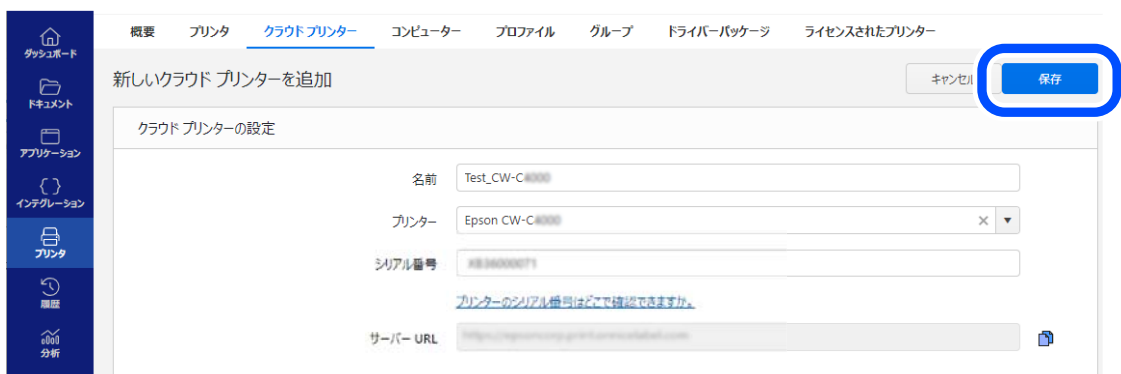 概要 プリンタ クラウド プリンター コンピューター プロファイル グループ ドライバーパッケージ ライセンスされたプリンター
ダッシュボード
新しいクラウド プリンターを追加 キャンセル 保存
ドキュメント
クラウド プリンターの設定
アプリケーション
名前 Test_CW-C
インテグレーション
プリンター Epson CW-C
プリンタ
シリアル番号
プリンターのシリアル番号はどこで確認できますか。
履歴
サーバー URL
分析